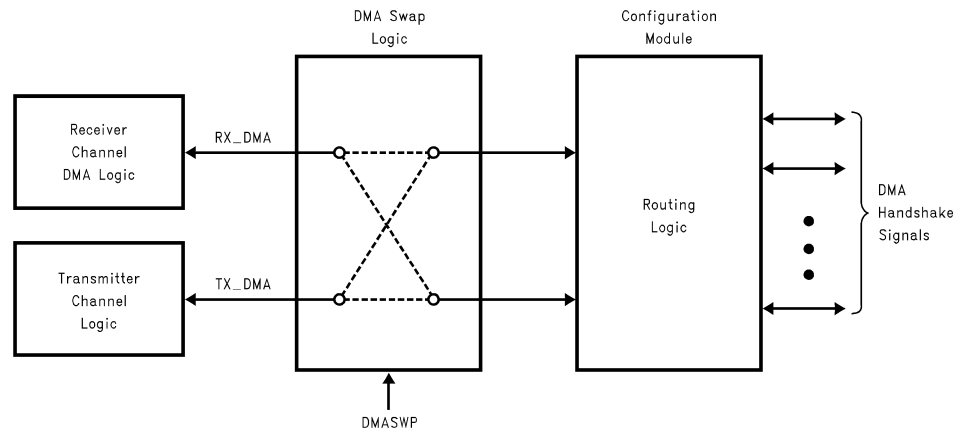 DMA Swap
Logic
Configuration
Module
Receiver
Channel
DMA Logic
RX_DMA
Transmitter
Channel
Logic
TX_DMA
Routing
Logic
DMA
Handshake
Signals
DMASWP